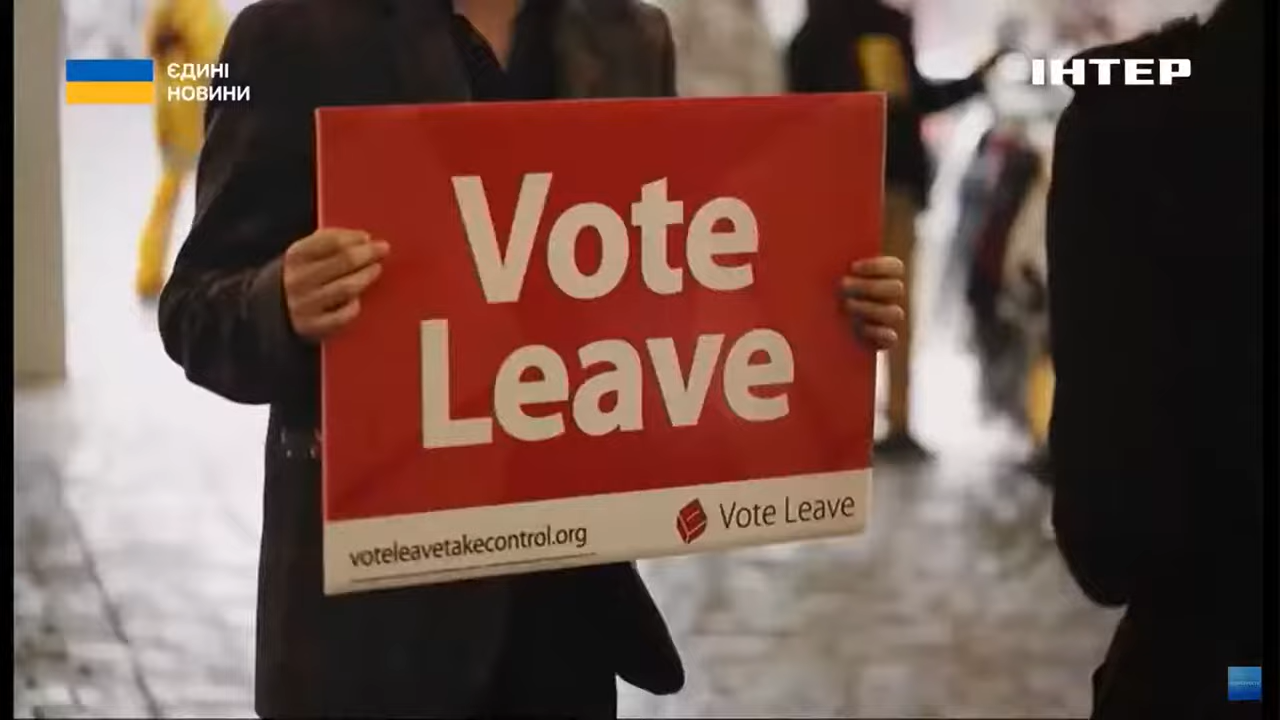 ЄДИНІ
НОВИНИ
ІНТЕР
Vote
Leave
voteleavetakecontrol.org
Vote Leave